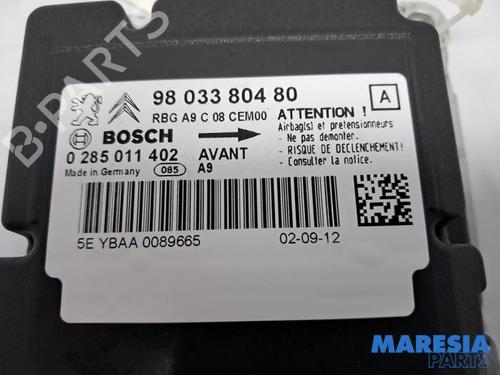 98 033 804 80
A
RBG A9 C 08 CEM00
ATTENTION !
BOSCH
Airbag(s) et pretensionneurs
- Ne pas demonter.
- RISQUE DE DECLENCHEMENT!
- Consulter la notice.
0 285 011 402
AVANT
Made in Germany
085
A9
5E YBAA 0089665
02-09-12
B-PARTS
MARESIA
PARTS